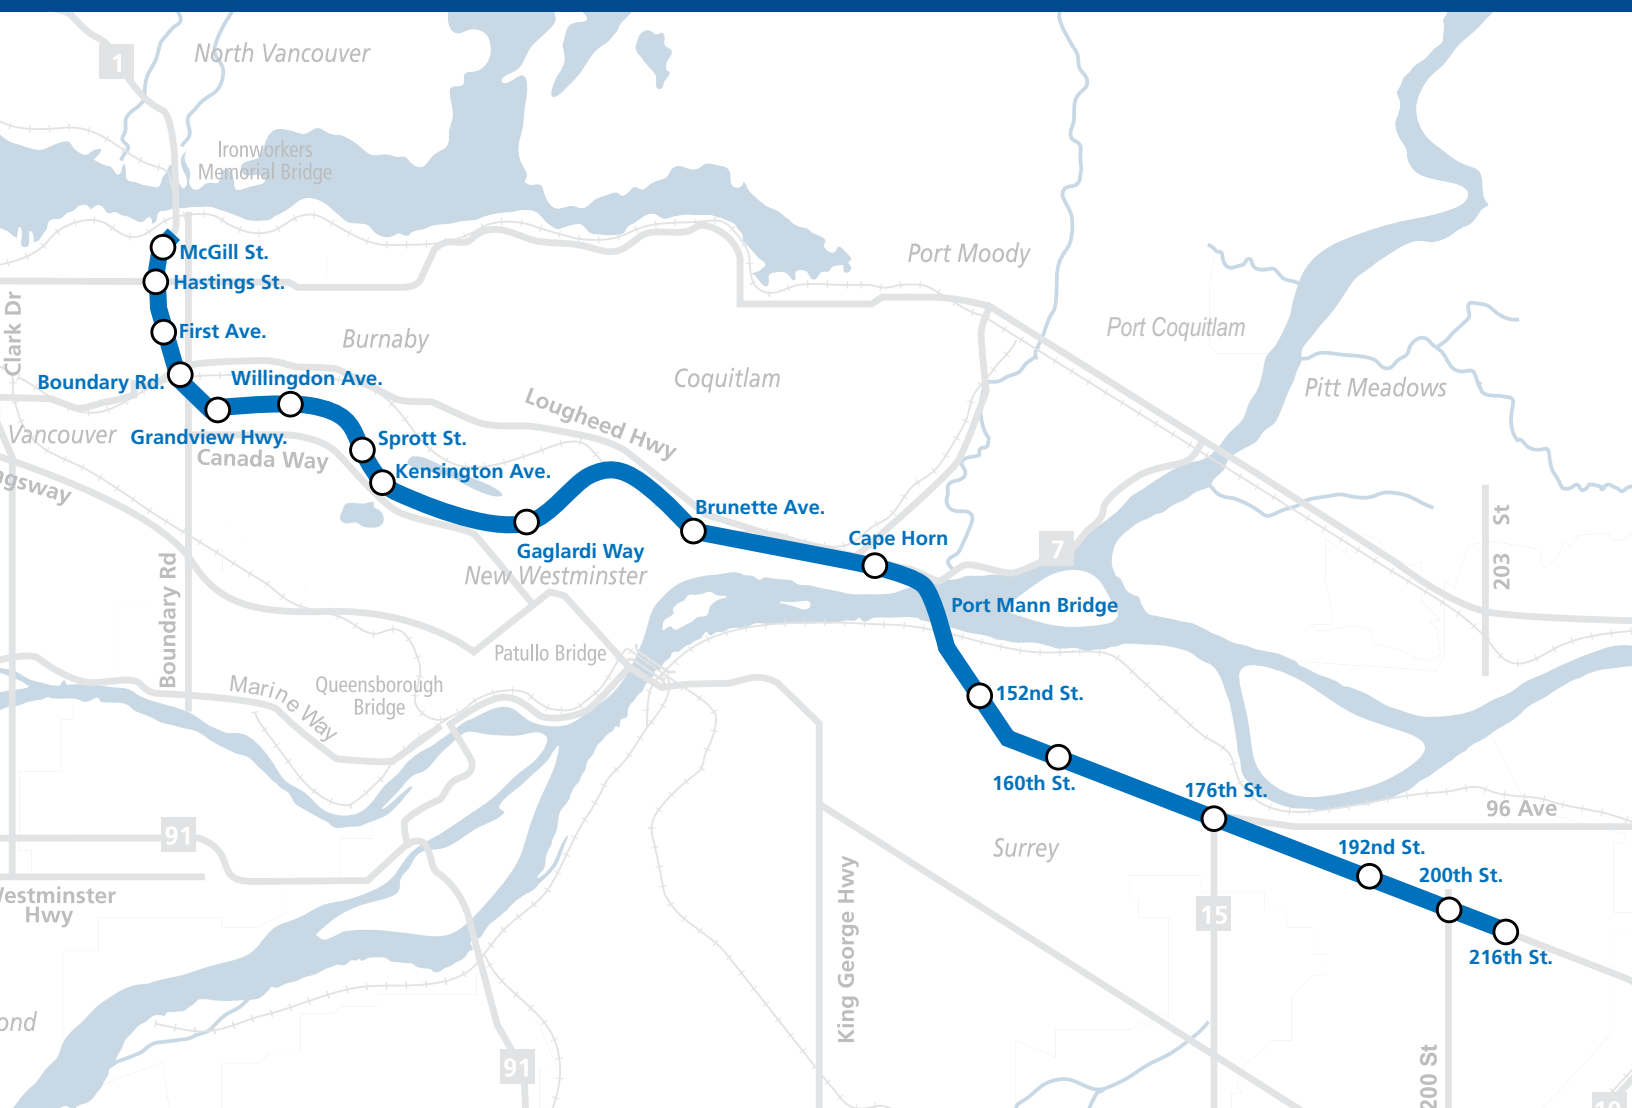 1
North Vancouver
Ironworkers
Memorial Bridge
McGill St.
Hastings St.
Port Moody
Clark Dr
First Ave.
Burnaby
Port Coquitlam
Boundary Rd.
Willingdon Ave.
Coquitlam
Pitt Meadows
Lougheed Hwy
Vancouver
Grandview Hwy.
Sprott St.
Canada Way
Kensington Ave.
Brunette Ave.
203 St
Gaglardi Way
Cape Horn
7
New Westminster
Boundary Rd
Port Mann Bridge
Patullo Bridge
Marine Way
Queensborough
Bridge
152nd St.
160th St.
176th St.
96 Ave
91
Surrey
192nd St.
200th St.
Hwy
King George Hwy
15
216th St.
91
200 St